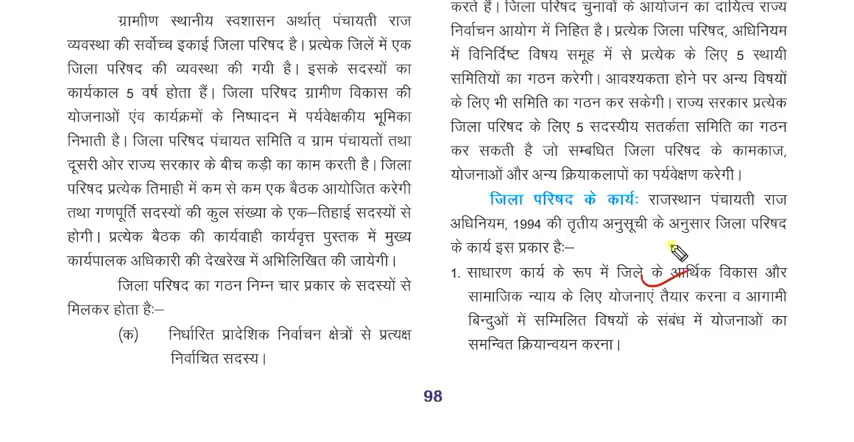 ग्रामीण स्थानीय स्वशासन अर्थात् पंचायती राज
व्यवस्था की सर्वोच्च इकाई जिला परिषद है। प्रत्येक जिलें में एक
जिला परिषद की व्यवस्था की गयी है। इसके सदस्यों का
कार्यकाल 5 वर्ष होता हैं। जिला परिषद ग्रामीण विकास की
योजनाओं एंव कार्यक्रमों के निष्पादन में पर्यवेक्षकीय भूमिका
निभाती है। जिला परिषद पंचायत समिति व ग्राम पंचायतों तथा
दूसरी ओर राज्य सरकार के बीच कड़ी का काम करती है। जिला
परिषद प्रत्येक तिमाही में कम से कम एक बैठक आयोजित करेगी
तथा गणपूर्ति सदस्यों की कुल संख्या के एक–तिहाई सदस्यों से
होगी। प्रत्येक बैठक की कार्यवाही कार्यवृत्त पुस्तक में मुख्य
कार्यपालक अधिकारी की देखरेख में अभिलिखित की जायेगी।
जिला परिषद का गठन निम्न चार प्रकार के सदस्यों से
मिलकर होता है:–
(क) निर्धारित प्रादेशिक निर्वाचन क्षेत्रों से प्रत्यक्ष
निर्वाचित सदस्य।
करते हैं। जिला परिषद चुनावों के आयोजन का दायित्व राज्य
निर्वाचन आयोग में निहित है। प्रत्येक जिला परिषद, अधिनियम
में विनिर्दिष्ट विषय समूह में से प्रत्येक के लिए 5 स्थायी
समितियों का गठन करेगी। आवश्यकता होने पर अन्य विषयों
के लिए भी समिति का गठन कर सकेगी। राज्य सरकार प्रत्येक
जिला परिषद के लिए 5 सदस्यीय सतर्कता समिति का गठन
कर सकती है जो सम्बधित जिला परिषद के कामकाज,
योजनाओं और अन्य क्रियाकलापों का पर्यवेक्षण करेगी।
जिला परिषद के कार्य: राजस्थान पंचायती राज
अधिनियम, 1994 की तृतीय अनुसूची के अनुसार जिला परिषद
के कार्य इस प्रकार है:–
1. साधारण कार्य के रूप में जिले के आर्थिक विकास और
सामाजिक न्याय के लिए योजनाएं तैयार करना व आगामी
बिन्दुओं में सम्मिलित विषयों के संबंध में योजनाओं का
समन्वित क्रियान्वयन करना।
98